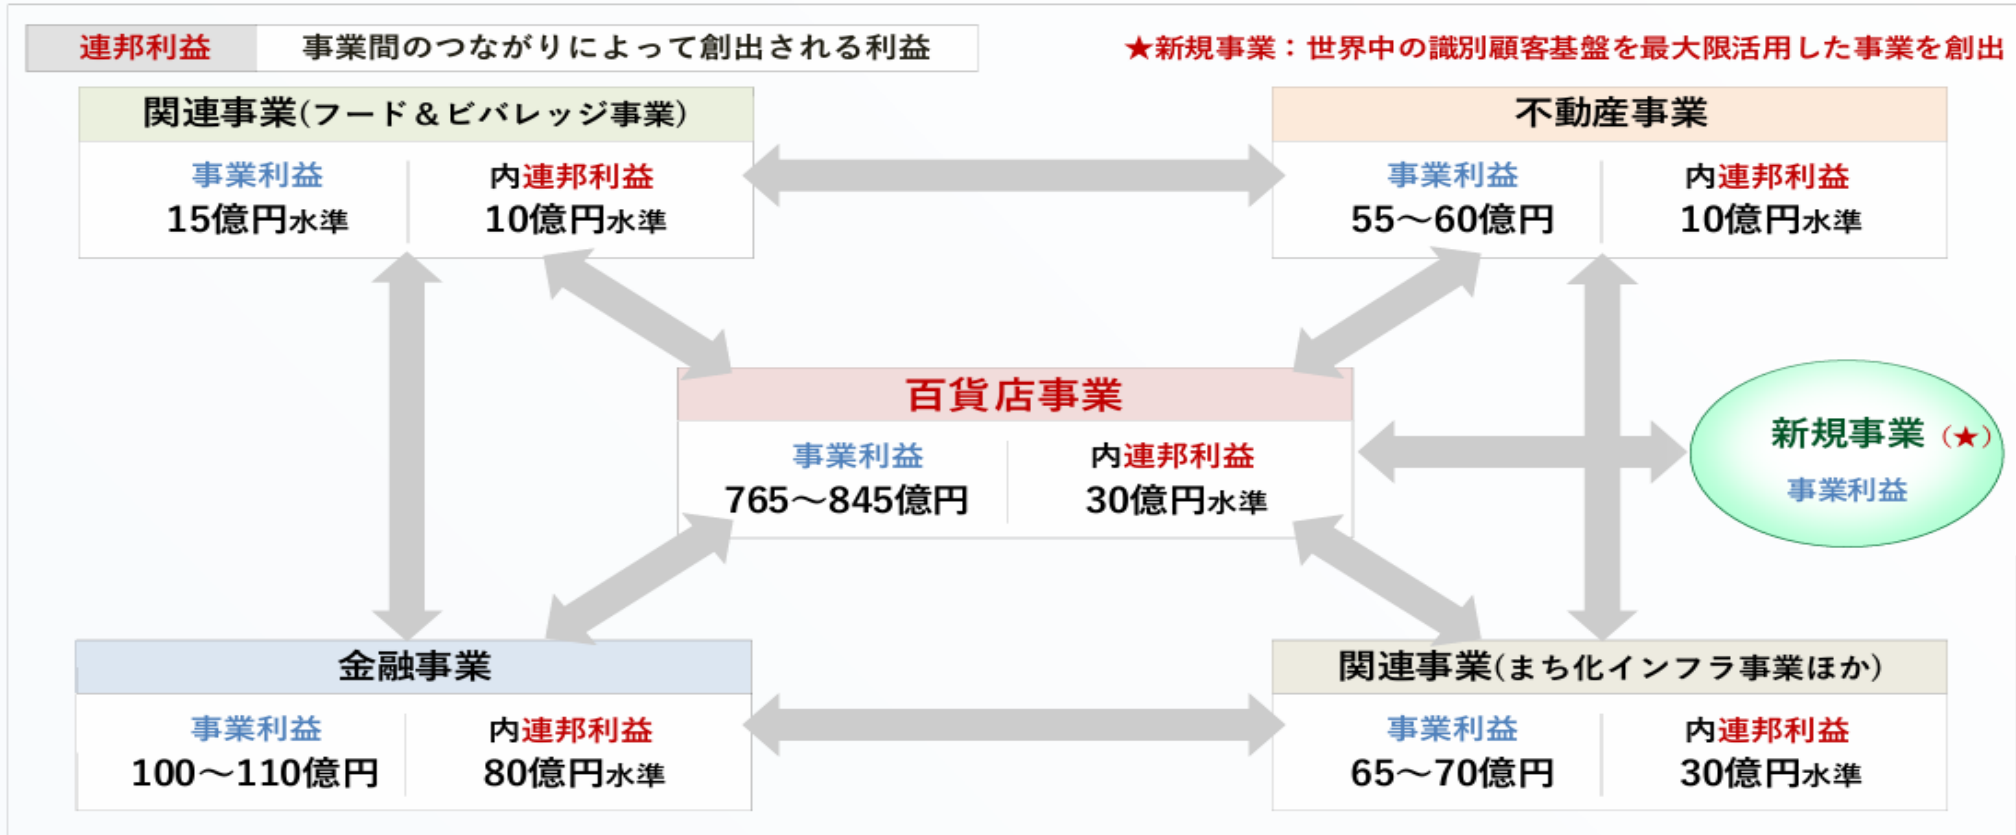 連邦利益 事業間のつながりによって創出される利益
★新規事業：世界中の識別顧客基盤を最大限活用した事業を創出
関連事業(フード＆ビバレッジ事業)
事業利益 内連邦利益
15億円水準 10億円水準
不動産事業
事業利益 内連邦利益
55～60億円 10億円水準
百貨店事業
事業利益 内連邦利益
765～845億円 30億円水準
新規事業（★）
事業利益
金融事業
事業利益 内連邦利益
100～110億円 80億円水準
関連事業(まち化インフラ事業ほか)
事業利益 内連邦利益
65～70億円 30億円水準